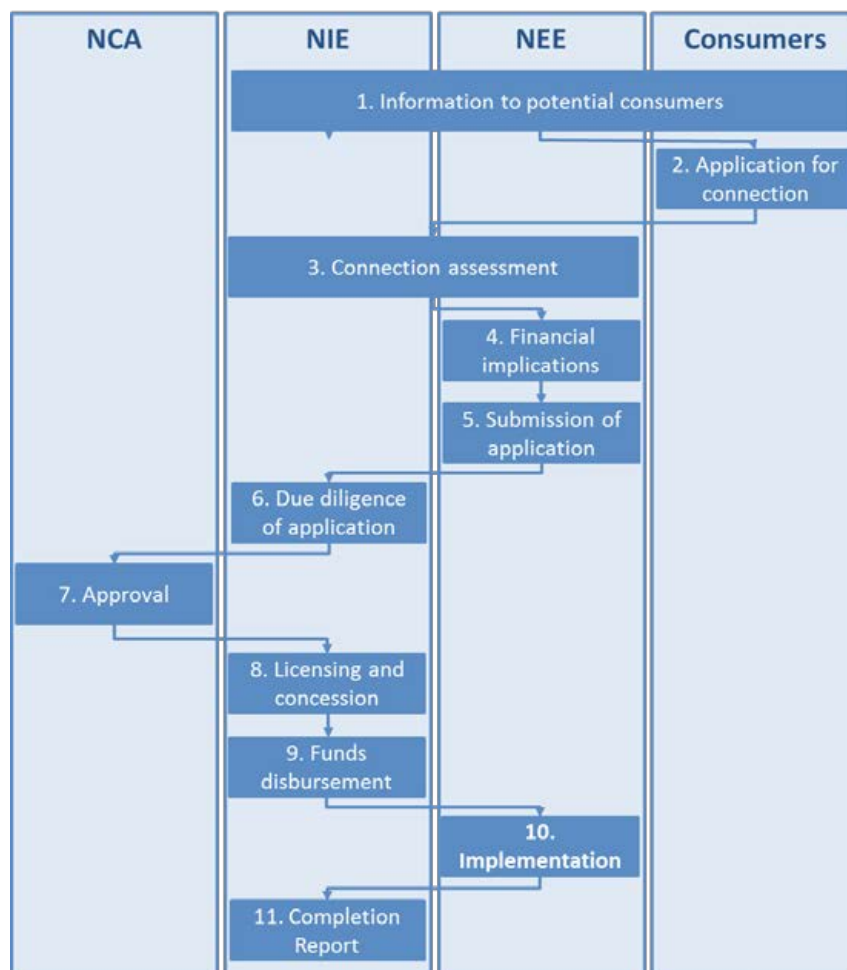 NCA
NIE
NEE
Consumers
1. Information to potential consumers
2. Application for
connection
3. Connection assessment
4. Financial
implications
5. Submission of
application
6. Due diligence
of application
7. Approval
8. Licensing and
concession
9. Funds
disbursement
10.
Implementation
11. Completion
Report